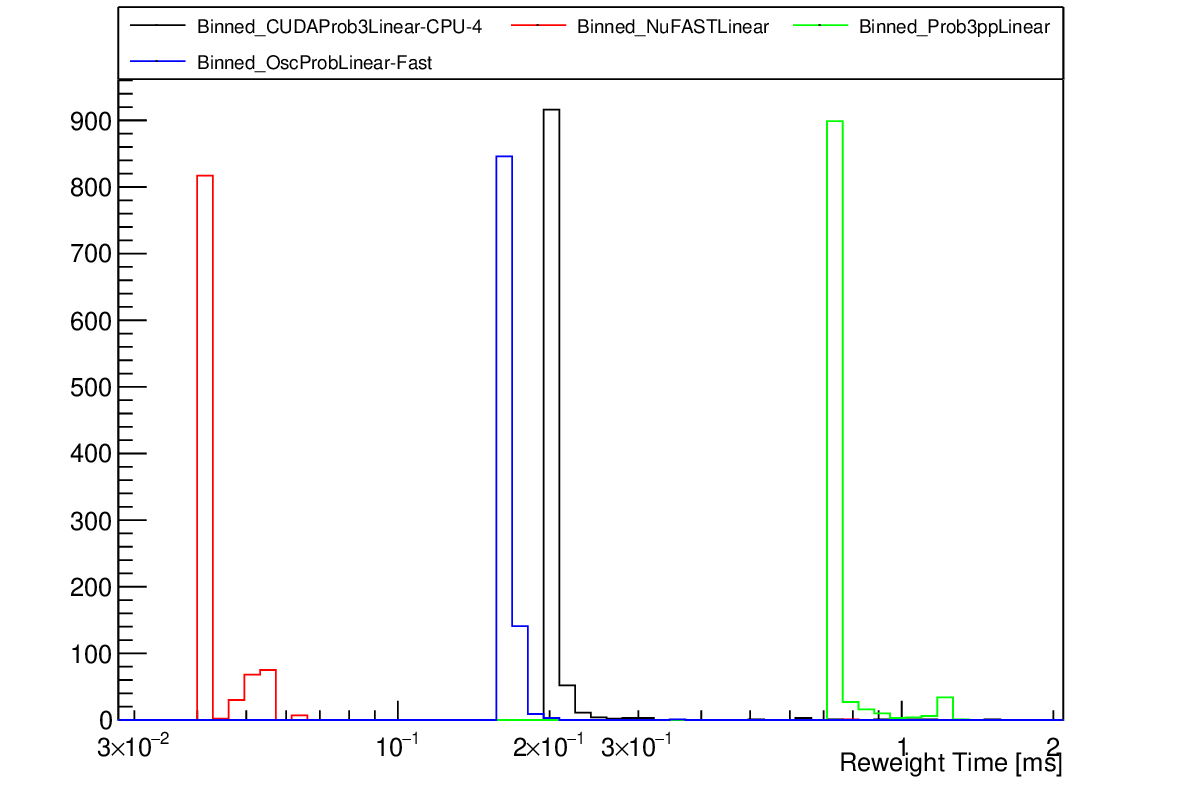 Binned_CUDAProb3Linear-CPU-4 Binned_NuFASTLinear Binned_Prob3ppLinear
Binned_OscProbLinear-Fast
900
800
700
600
500
400
300
200
100
0
3×10⁻² 10⁻¹ 2×10⁻¹ 3×10⁻¹ 1 2
Reweight Time [ms]